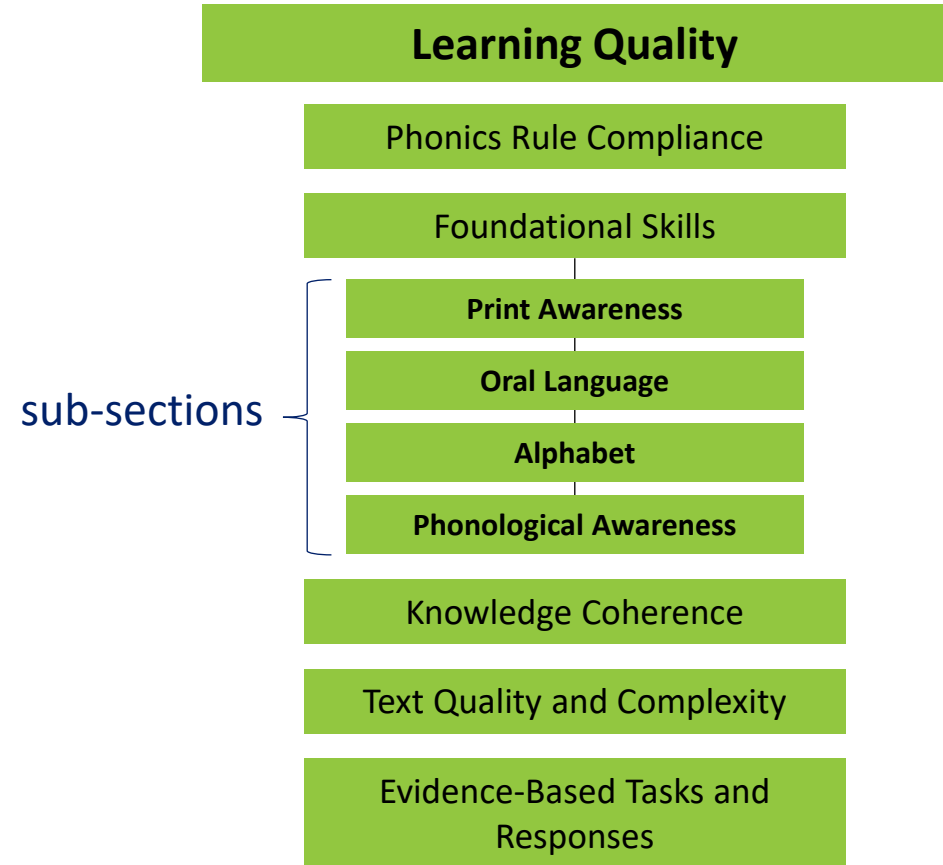 Learning Quality
Phonics Rule Compliance
Foundational Skills
sub-sections
Print Awareness
Oral Language
Alphabet
Phonological Awareness
Knowledge Coherence
Text Quality and Complexity
Evidence-Based Tasks and
Responses